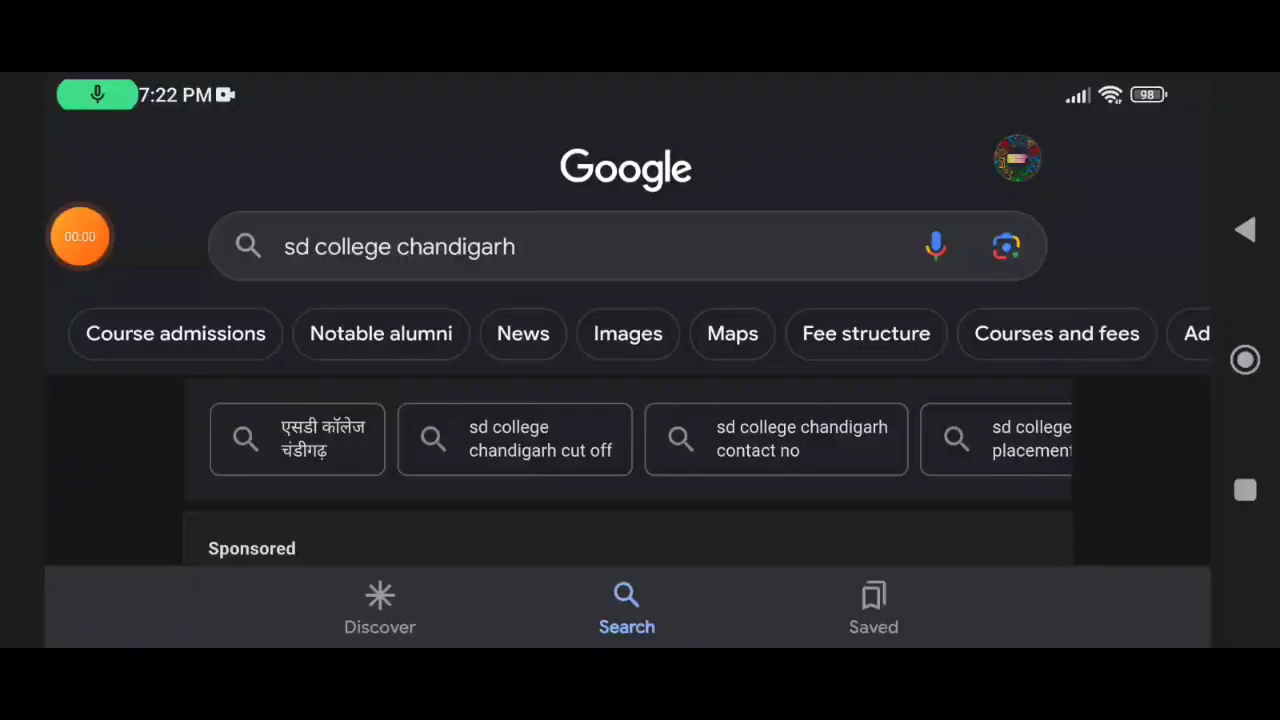 7:22 PM
98
Google
00:00
sd college chandigarh
Course admissions
Notable alumni
News
Images
Maps
Fee structure
Courses and fees
Ad
एसडी कॉलेज
चंडीगढ़
sd college
chandigarh cut off
sd college chandigarh
contact no
sd college
placement
Sponsored
Discover
Search
Saved